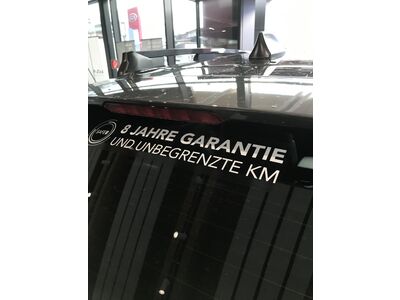 8 JAHRE GARANTIE
UND UNBEGRENZTE KM